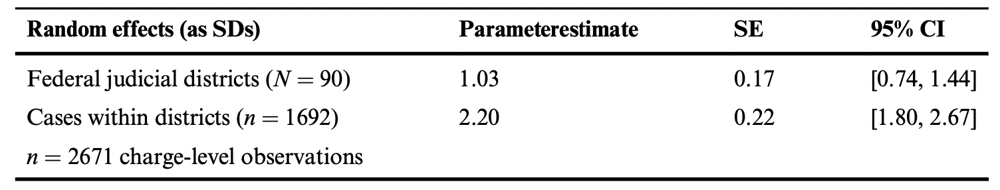 Random effects (as SDs) Parameterestimate SE 95% CI
Federal judicial districts (N = 90) 1.03 0.17 [0.74, 1.44]
Cases within districts (n = 1692) 2.20 0.22 [1.80, 2.67]
n = 2671 charge-level observations